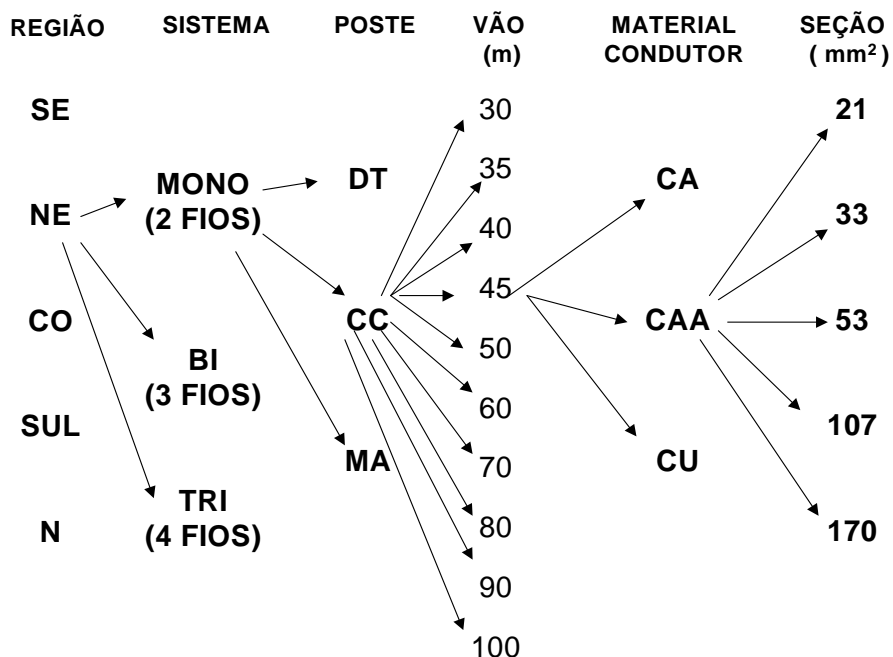 REGIÃO
SISTEMA
POSTE
VÃO
(m)
MATERIAL
CONDUTOR
SEÇÃO
( mm²)
SE
NE
CO
SUL
N
MONO
(2 FIOS)
BI
(3 FIOS)
TRI
(4 FIOS)
DT
CC
MA
30
35
40
45
50
60
70
80
90
100
CA
CAA
CU
21
33
53
107
170